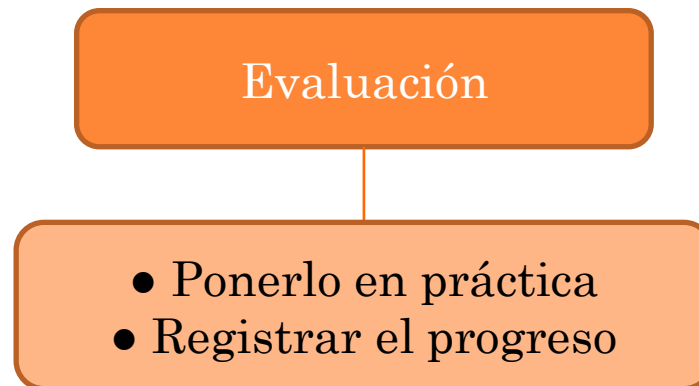 Evaluación
● Ponerlo en práctica
● Registrar el progreso